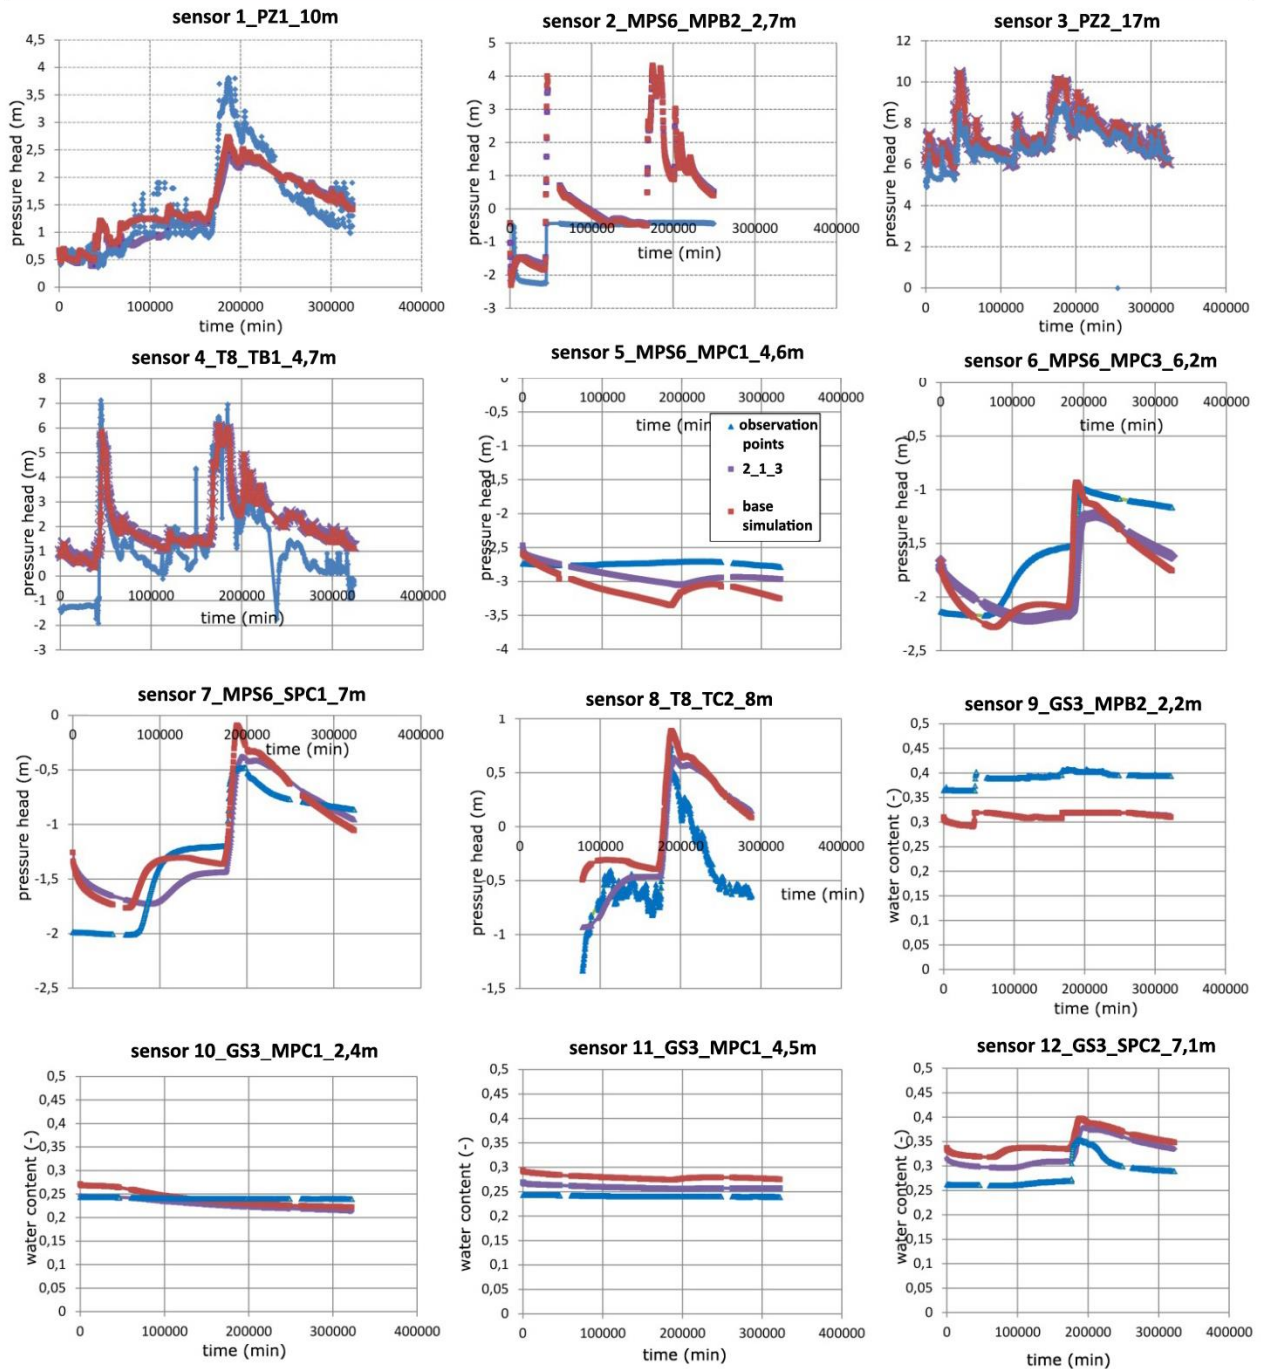 sensor 1_PZ1_10m
4,5
4
3,5
3
2,5
2
1,5
1
0,5
0
pressure head (m)
0 100000 200000 300000 400000
time (min)
sensor 2_MPS6_MPB2_2,7m
5
4
3
2
1
0
-1
-2
-3
pressure head (m)
0 100000 200000 300000 400000
time (min)
sensor 3_PZ2_17m
12
10
8
6
4
2
0
pressure head (m)
0 100000 200000 300000 400000
time (min)
sensor 4_T8_TB1_4,7m
8
7
6
5
4
3
2
1
0
-1
-2
-3
pressure head (m)
0 100000 200000 300000 400000
time (min)
sensor 5_MPS6_MPC1_4,6m
0
-0,5
-1
-1,5
-2
-2,5
-3
-3,5
-4
pressure head (m)
0 100000 200000 300000 400000
time (min
observation
points
2_1_3
base
simulation
sensor 6_MPS6_MPC3_6,2m
0
-0,5
-1
-1,5
-2
-2,5
pressure head (m)
0 100000 200000 300000 400000
time (min)
sensor 7_MPS6_SPC1_7m
0
-0,5
-1
-1,5
-2
-2,5
pressure head (m)
0 100000 200000 300000 400000
time (min)
sensor 8_T8_TC2_8m
1
0,5
0
-0,5
-1
-1,5
pressure head (m)
0 100000 200000 300000 400000
time (min)
sensor 9_GS3_MPB2_2,2m
0,5
0,45
0,4
0,35
0,3
0,25
0,2
0,15
0,1
0,05
0
water content (-)
0 100000 200000 300000 400000
time (min)
sensor 10_GS3_MPC1_2,4m
0,5
0,45
0,4
0,35
0,3
0,25
0,2
0,15
0,1
0,05
0
water content (-)
0 100000 200000 300000 400000
time (min)
sensor 11_GS3_MPC1_4,5m
0,5
0,45
0,4
0,35
0,3
0,25
0,2
0,15
0,1
0,05
0
water content (-)
0 100000 200000 300000 400000
time (min)
sensor 12_GS3_SPC2_7,1m
0,5
0,45
0,4
0,35
0,3
0,25
0,2
0,15
0,1
0,05
0
water content (-)
0 100000 200000 300000 400000
time (min)